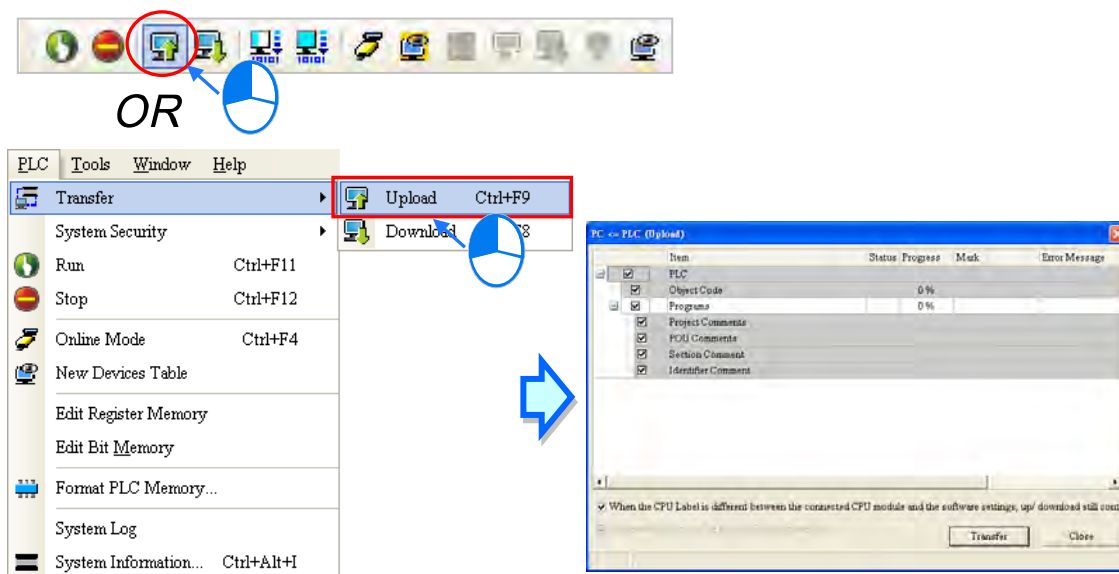 OR
PLC Tools Window Help
Transfer
Upload Ctrl+F9
Download F8
System Security
Run Ctrl+F11
Stop Ctrl+F12
Online Mode Ctrl+F4
New Devices Table
Edit Register Memory
Edit Bit Memory
Format PLC Memory...
System Log
System Information... Ctrl+Alt+I
PC <= PLC (Upload)
Item Status Progress Mark Error Message
PLC
Object Code 0 %
Programs 0 %
Project Comments
POU Comments
Section Comment
Identifier Comment
When the CPU Label is different between the connected CPU module and the software settings, up/ download still cont
Transfer Close